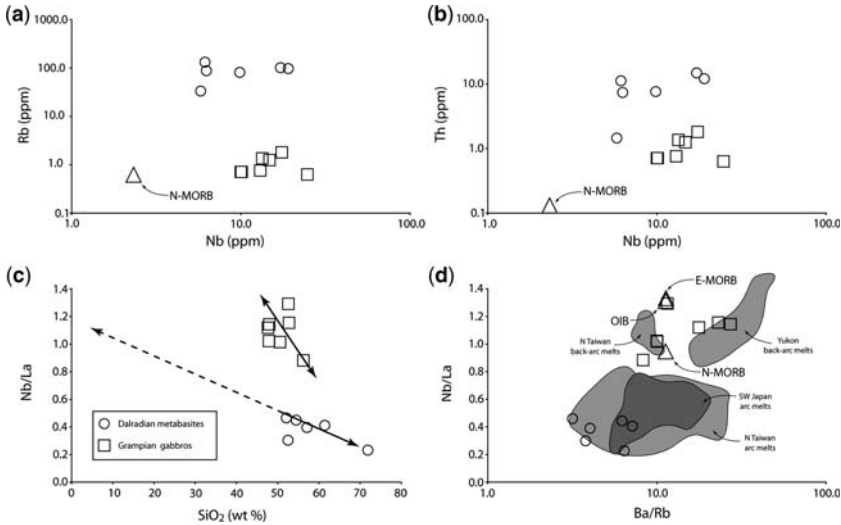 (a)
1000.0
100.0
10.0
1.0
0.1
Rb (ppm)
N-MORB
1.0
10.0
100.0
Nb (ppm)
(b)
1000.0
100.0
10.0
1.0
0.1
Th (ppm)
N-MORB
1.0
10.0
100.0
Nb (ppm)
(c)
1.4
1.2
1.0
0.8
0.6
0.4
0.2
0.0
Nb/La
Dalradian metabasites
Grampian gabbros
0
10
20
30
40
50
60
70
80
SiO2 (wt %)
(d)
1.4
1.2
1.0
0.8
0.6
0.4
0.2
0.0
Nb/La
E-MORB
OIB
N Taiwan
back-arc melts
Yukon
back-arc melts
N-MORB
SW Japan
arc melts
N Taiwan
arc melts
1.0
10.0
100.0
Ba/Rb